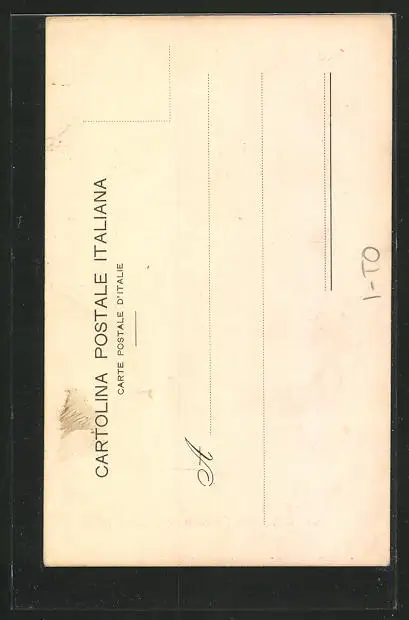 CARTOLINA POSTALE ITALIANA
CARTE POSTALE D'ITALIE
A
I-TO